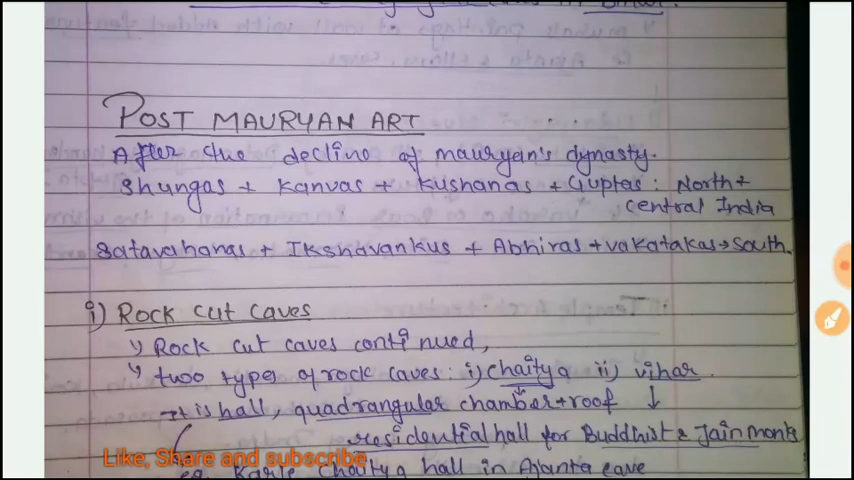 POST MAURYAN ART
After the decline of mauryan's dynasty.
Shungas + Kanvas + Kushanas + Guptas : North +
central India
Satavahanas + Ikshavankus + Abhiras + vakatakas → South.
i) Rock cut caves
Rock cut caves continued,
two types of rock caves : i) chaitya ii) vihar
It is hall, quadrangular chamber + roof ↓
residential hall for Buddhist & Jain monks
Like, Share and subscribe
eg. Karle chaitya hall in Ajanta cave